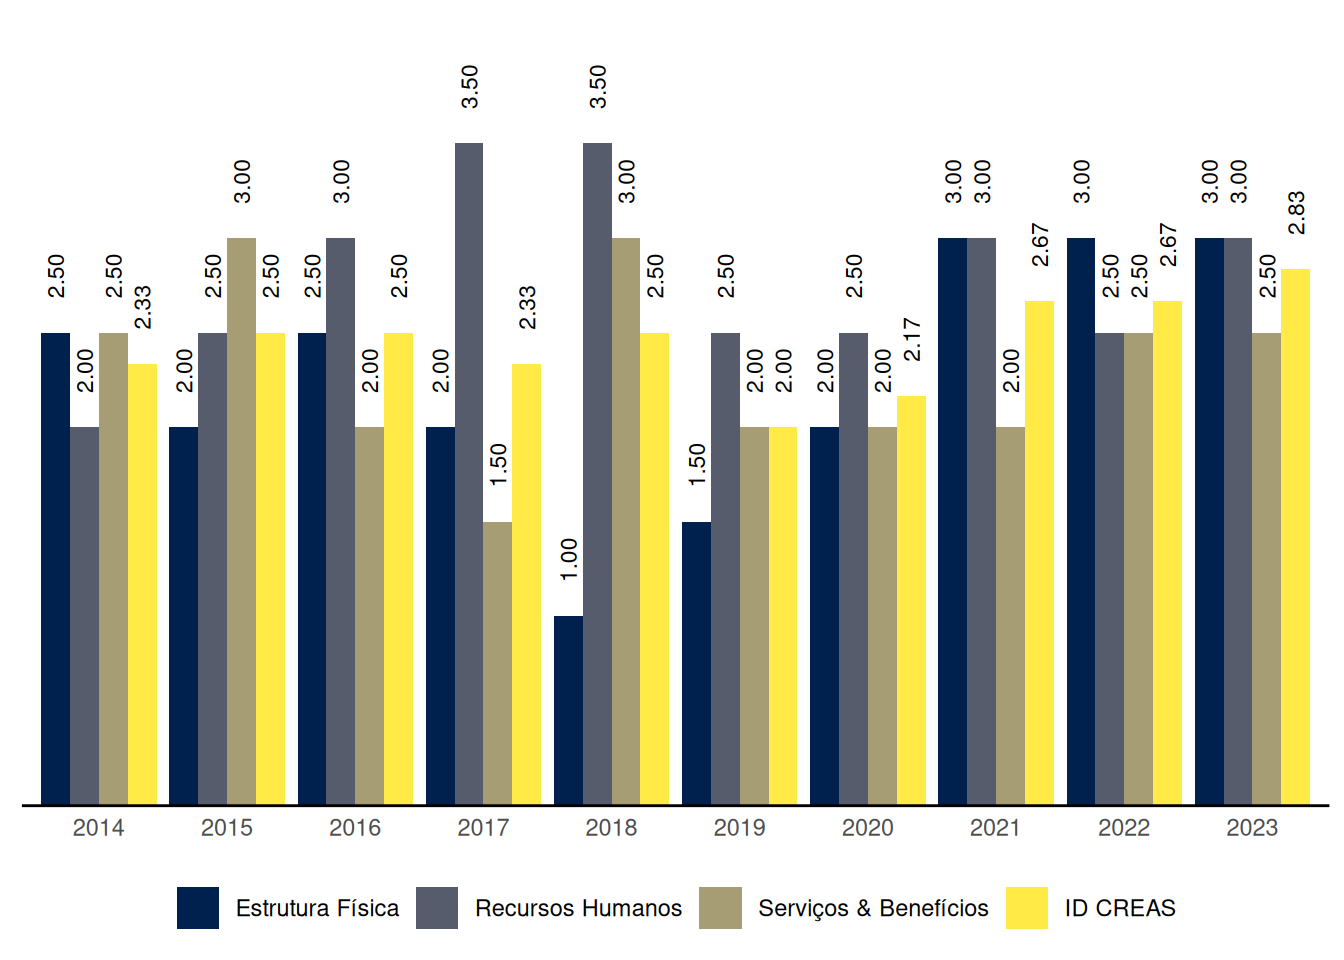 2.50 2.00 2.50 2.33
2.00 2.50 3.00 2.50
2.50 3.00 2.00 2.50
2.00 3.50 1.50 2.33
1.00 3.50 3.00 2.50
1.50 2.50 2.00 2.00
2.00 2.50 2.00 2.17
3.00 3.00 2.00 2.67
3.00 2.50 2.50 2.67
3.00 3.00 2.50 2.83
2014 2015 2016 2017 2018 2019 2020 2021 2022 2023
Estrutura Física Recursos Humanos Serviços & Benefícios ID CREAS